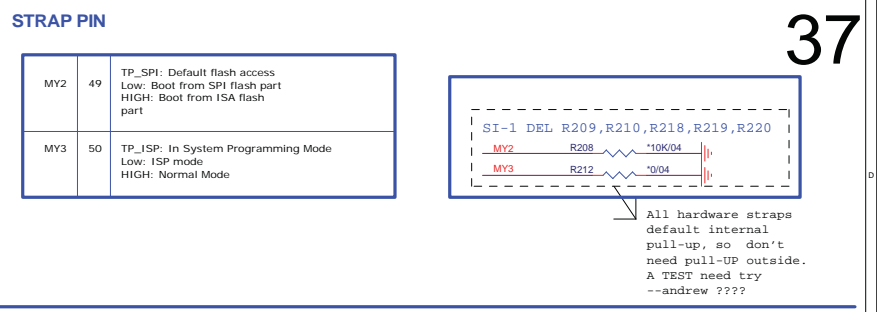 STRAP PIN
37
MY2 49 TP_SPI: Default flash access
Low: Boot from SPI flash part
HIGH: Boot from ISA flash
part
MY3 50 TP_ISP: In System Programming Mode
Low: ISP mode
HIGH: Normal Mode
SI-1 DEL R209,R210,R218,R219,R220
MY2 R208 *10K/04
MY3 R212 *0/04
All hardware straps
default internal
pull-up, so don't
need pull-UP outside.
A TEST need try
--andrew ????
D